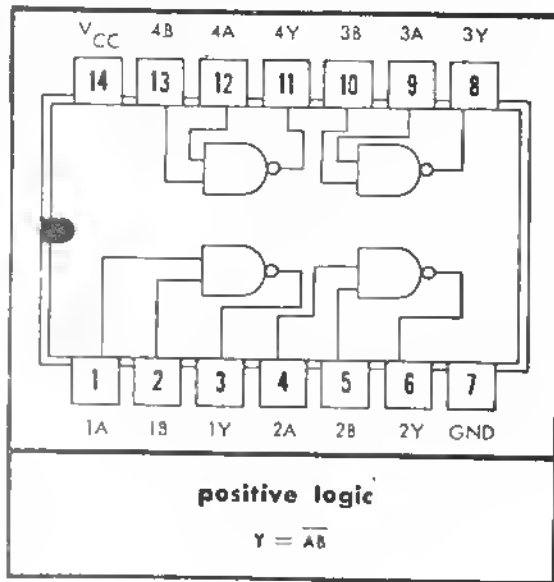 VCC 4B 4A 4Y 3B 3A 3Y
14 13 12 11 10 9 8
1 2 3 4 5 6 7
1A 1B 1Y 2A 2B 2Y GND
positive logic
Y = A̅B̅